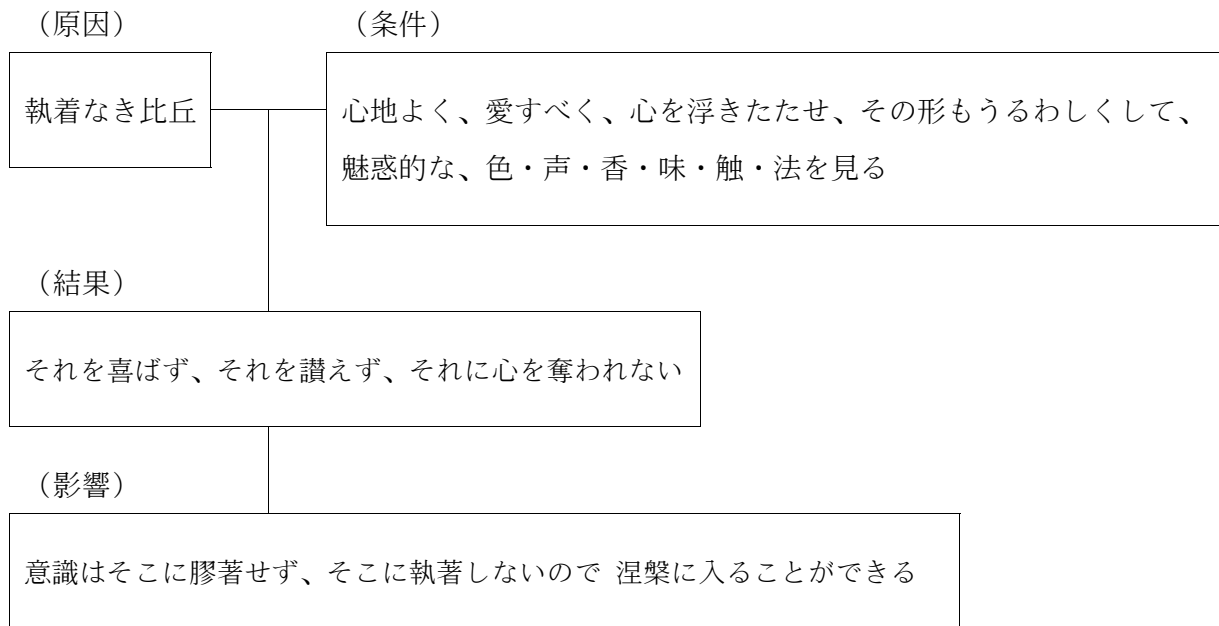 （原因）
（条件）
執着なき比丘
心地よく、愛すべく、心を浮きたたせ、その形もうるわしくして、
魅惑的な、色・声・香・味・触・法を見る
（結果）
それを喜ばず、それを讃えず、それに心を奪われない
（影響）
意識はそこに膠著せず、そこに執著しないので 涅槃に入ることができる